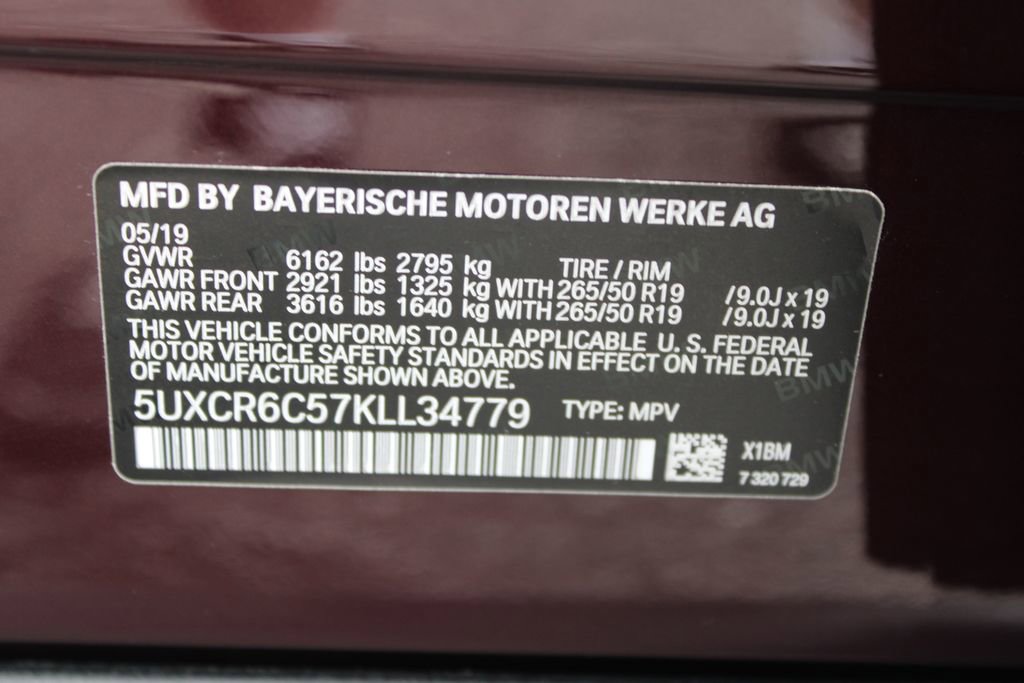 MFD BY BAYERISCHE MOTOREN WERKE AG
05/19
GVWR 6162 lbs 2795 kg TIRE / RIM
GAWR FRONT 2921 lbs 1325 kg WITH 265/50 R19 /9.0J x 19
GAWR REAR 3616 lbs 1640 kg WITH 265/50 R19 /9.0J x 19
THIS VEHICLE CONFORMS TO ALL APPLICABLE U. S. FEDERAL
MOTOR VEHICLE SAFETY STANDARDS IN EFFECT ON THE DATE
OF MANUFACTURE SHOWN ABOVE.
5UXCR6C57KLL34779 TYPE: MPV
X1BM
7 320 729